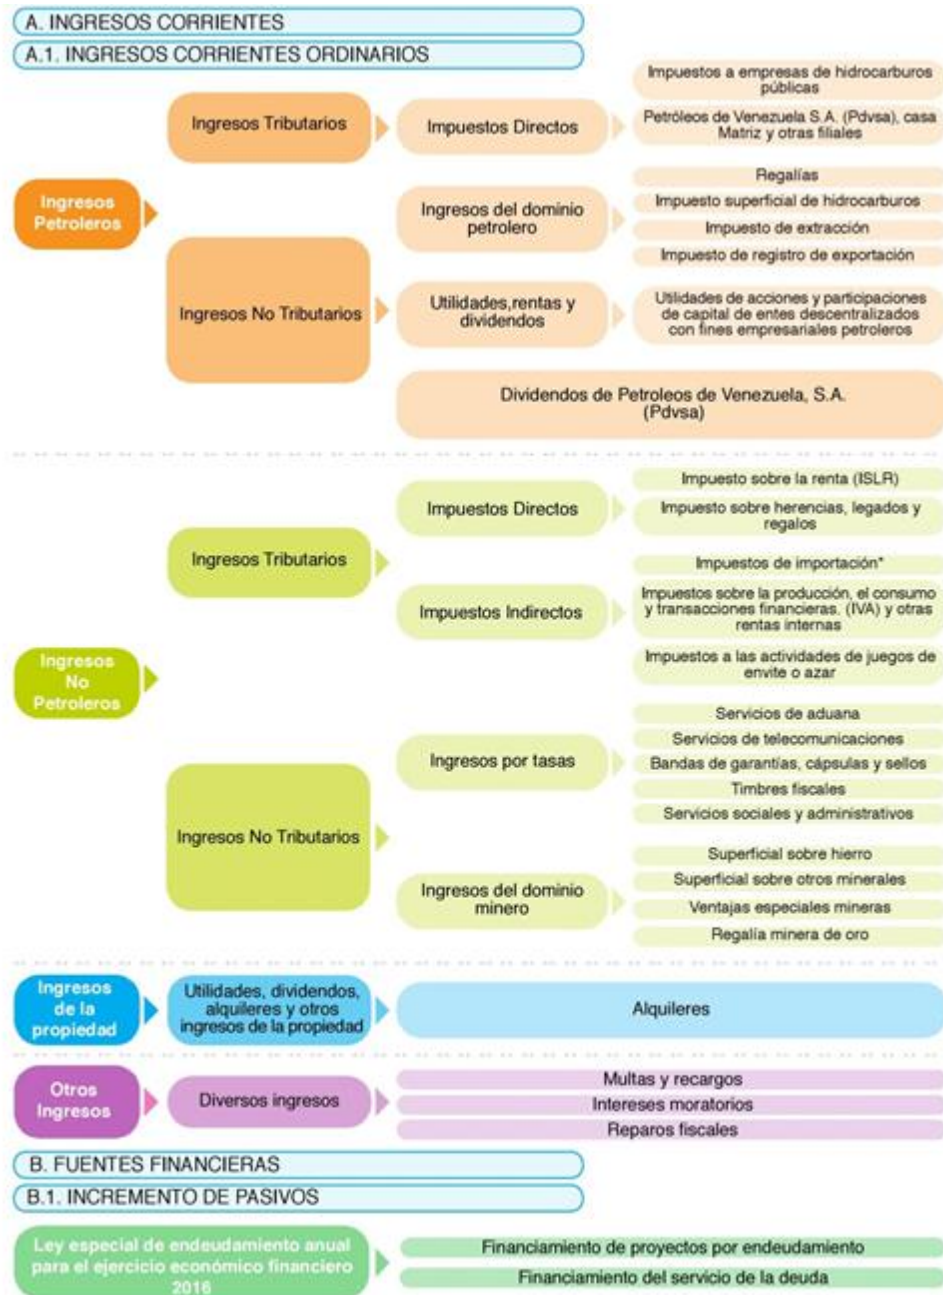 A. INGRESOS CORRIENTES
A.1. INGRESOS CORRIENTES ORDINARIOS
Ingresos
Petroleros
Ingresos Tributarios
Impuestos Directos
Impuestos a empresas de hidrocarburos
públicas
Petróleos de Venezuela S.A. (Pdvsa), casa
Matriz y otras filiales
Ingresos No Tributarios
Ingresos del dominio
petrolero
Regalías
Impuesto superficial de hidrocarburos
Impuesto de extracción
Impuesto de registro de exportación
Utilidades,rentas y
dividendos
Utilidades de acciones y participaciones
de capital de entes descentralizados
con fines empresariales petroleros
Dividendos de Petroleos de Venezuela, S.A.
(Pdvsa)
Ingresos
No
Petroleros
Ingresos Tributarios
Impuestos Directos
Impuesto sobre la renta (ISLR)
Impuesto sobre herencias, legados y
regalos
Impuestos Indirectos
Impuestos de importación*
Impuestos sobre la producción, el consumo
y transacciones financieras. (IVA) y otras
rentas internas
Impuestos a las actividades de juegos de
envite o azar
Ingresos No Tributarios
Ingresos por tasas
Servicios de aduana
Servicios de telecomunicaciones
Bandas de garantías, cápsulas y sellos
Timbres fiscales
Servicios sociales y administrativos
Ingresos del dominio
minero
Superficial sobre hierro
Superficial sobre otros minerales
Ventajas especiales mineras
Regalía minera de oro
Ingresos
de la
propiedad
Utilidades, dividendos,
alquileres y otros
ingresos de la propiedad
Alquileres
Otros
Ingresos
Diversos ingresos
Multas y recargos
Intereses moratorios
Reparos fiscales
B. FUENTES FINANCIERAS
B.1. INCREMENTO DE PASIVOS
Ley especial de endeudamiento anual
para el ejercicio económico financiero
2016
Financiamiento de proyectos por endeudamiento
Financiamiento del servicio de la deuda